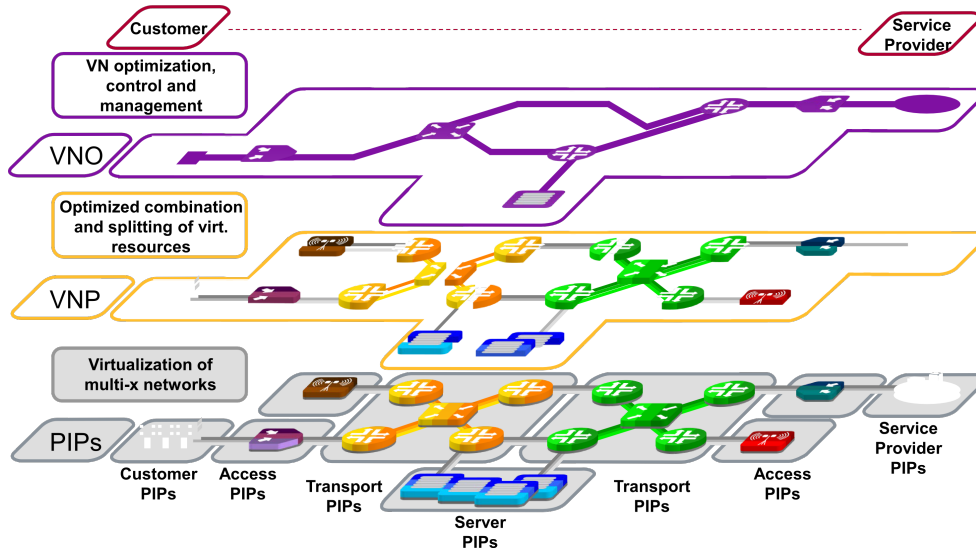 Customer
Service
Provider
VN optimization,
control and
management
VNO
Optimized combination
and splitting of virt.
resources
VNP
Virtualization of
multi-x networks
PIPs
Customer
PIPs
Access
PIPs
Transport
PIPs
Server
PIPs
Transport
PIPs
Access
PIPs
Service
Provider
PIPs